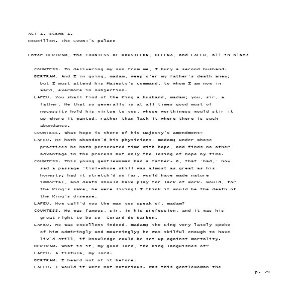 ACT I. SCENE 1.
Rousillon. The COUNT'S palace
Enter BERTRAM, the COUNTESS OF ROUSILLON, HELENA, and LAFEU, all in black
COUNTESS. In delivering my son from me, I bury a second husband.
BERTRAM. And I in going, madam, weep o'er my father's death anew;
but I must attend his Majesty's command, to whom I am now in
ward, evermore in subjection.
LAFEU. You shall find of the King a husband, madam; you, sir, a
father. He that so generally is at all times good must of
necessity hold his virtue to you, whose worthiness would stir it
up where it wanted, rather than lack it where there is such
abundance.
COUNTESS. What hope is there of his Majesty's amendment?
LAFEU. He hath abandon'd his physicians, madam; under whose
practices he hath persecuted time with hope, and finds no other
advantage in the process but only the losing of hope by time.
COUNTESS. This young gentlewoman had a father- O, that 'had,' how
sad a passage 'tis!-whose skill was almost as great as his
honesty; had it stretch'd so far, would have made nature
immortal, and death should have play for lack of work. Would, for
the King's sake, he were living! I think it would be the death of
the King's disease.
LAFEU. How call'd you the man you speak of, madam?
COUNTESS. He was famous, sir, in his profession, and it was his
great right to be so- Gerard de Narbon.
LAFEU. He was excellent indeed, madam; the King very lately spoke
of him admiringly and mourningly; he was skilful enough to have
liv'd still, if knowledge could be set up against mortality.
BERTRAM. What is it, my good lord, the King languishes of?
LAFEU. A fistula, my lord.
BERTRAM. I heard not of it before.
LAFEU. I would it were not notorious. Was this gentlewoman the